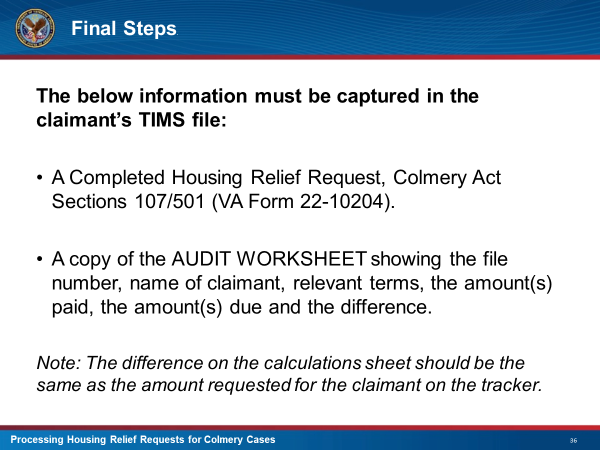 Final Steps
The below information must be captured in the
claimant's TIMS file:
• A Completed Housing Relief Request, Colmery Act
Sections 107/501 (VA Form 22-10204).
• A copy of the AUDIT WORKSHEET showing the file
number, name of claimant, relevant terms, the amount(s)
paid, the amount(s) due and the difference.
Note: The difference on the calculations sheet should be the
same as the amount requested for the claimant on the tracker.
Processing Housing Relief Requests for Colmery Cases
36